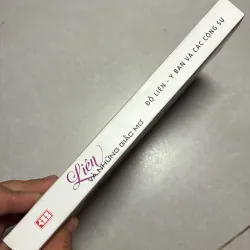 Liên
VÀ NHỮNG GIẤC MƠ
ĐỖ LIÊN - Y BAN VÀ CÁC CỘNG SỰ